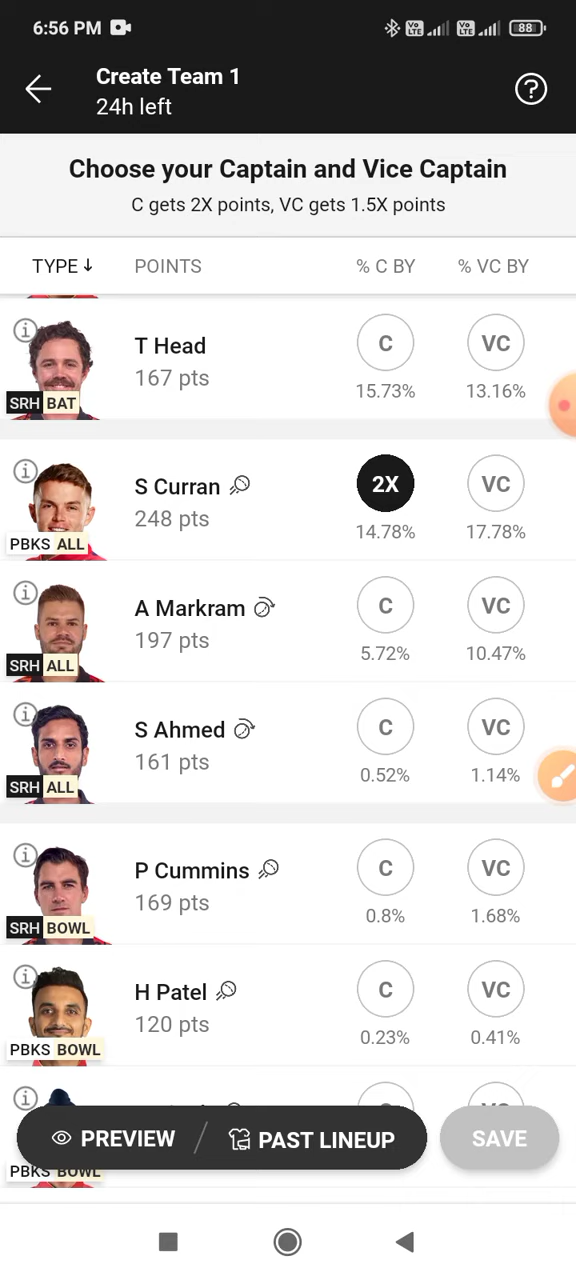 6:56 PM
88
Create Team 1
24h left
Choose your Captain and Vice Captain
C gets 2X points, VC gets 1.5X points
TYPE POINTS % C BY % VC BY
T Head C VC
167 pts 15.73% 13.16%
SRH BAT
S Curran 2X VC
248 pts 14.78% 17.78%
PBKS ALL
A Markram C VC
197 pts 5.72% 10.47%
SRH ALL
S Ahmed C VC
161 pts 0.52% 1.14%
SRH ALL
P Cummins C VC
169 pts 0.8% 1.68%
SRH BOWL
H Patel C VC
120 pts 0.23% 0.41%
PBKS BOWL
PREVIEW / PAST LINEUP SAVE
PBKS BOWL